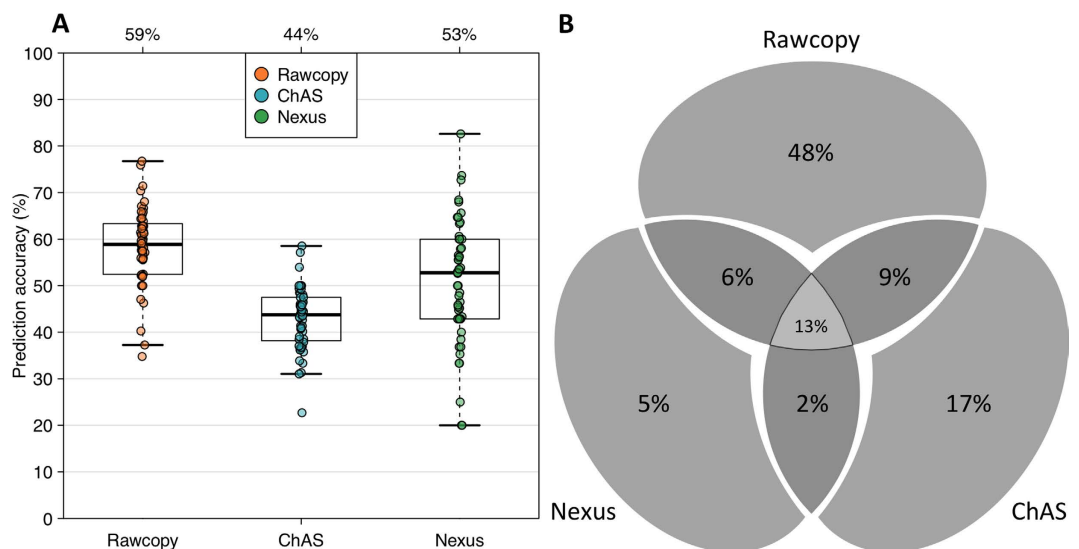 A
59% 44% 53%
100
90
80
70
60
50
40
30
20
10
0
Prediction accuracy (%)
Rawcopy
ChAS
Nexus
Rawcopy ChAS Nexus
B
Rawcopy
48%
6% 9%
13%
5% 2% 17%
Nexus ChAS